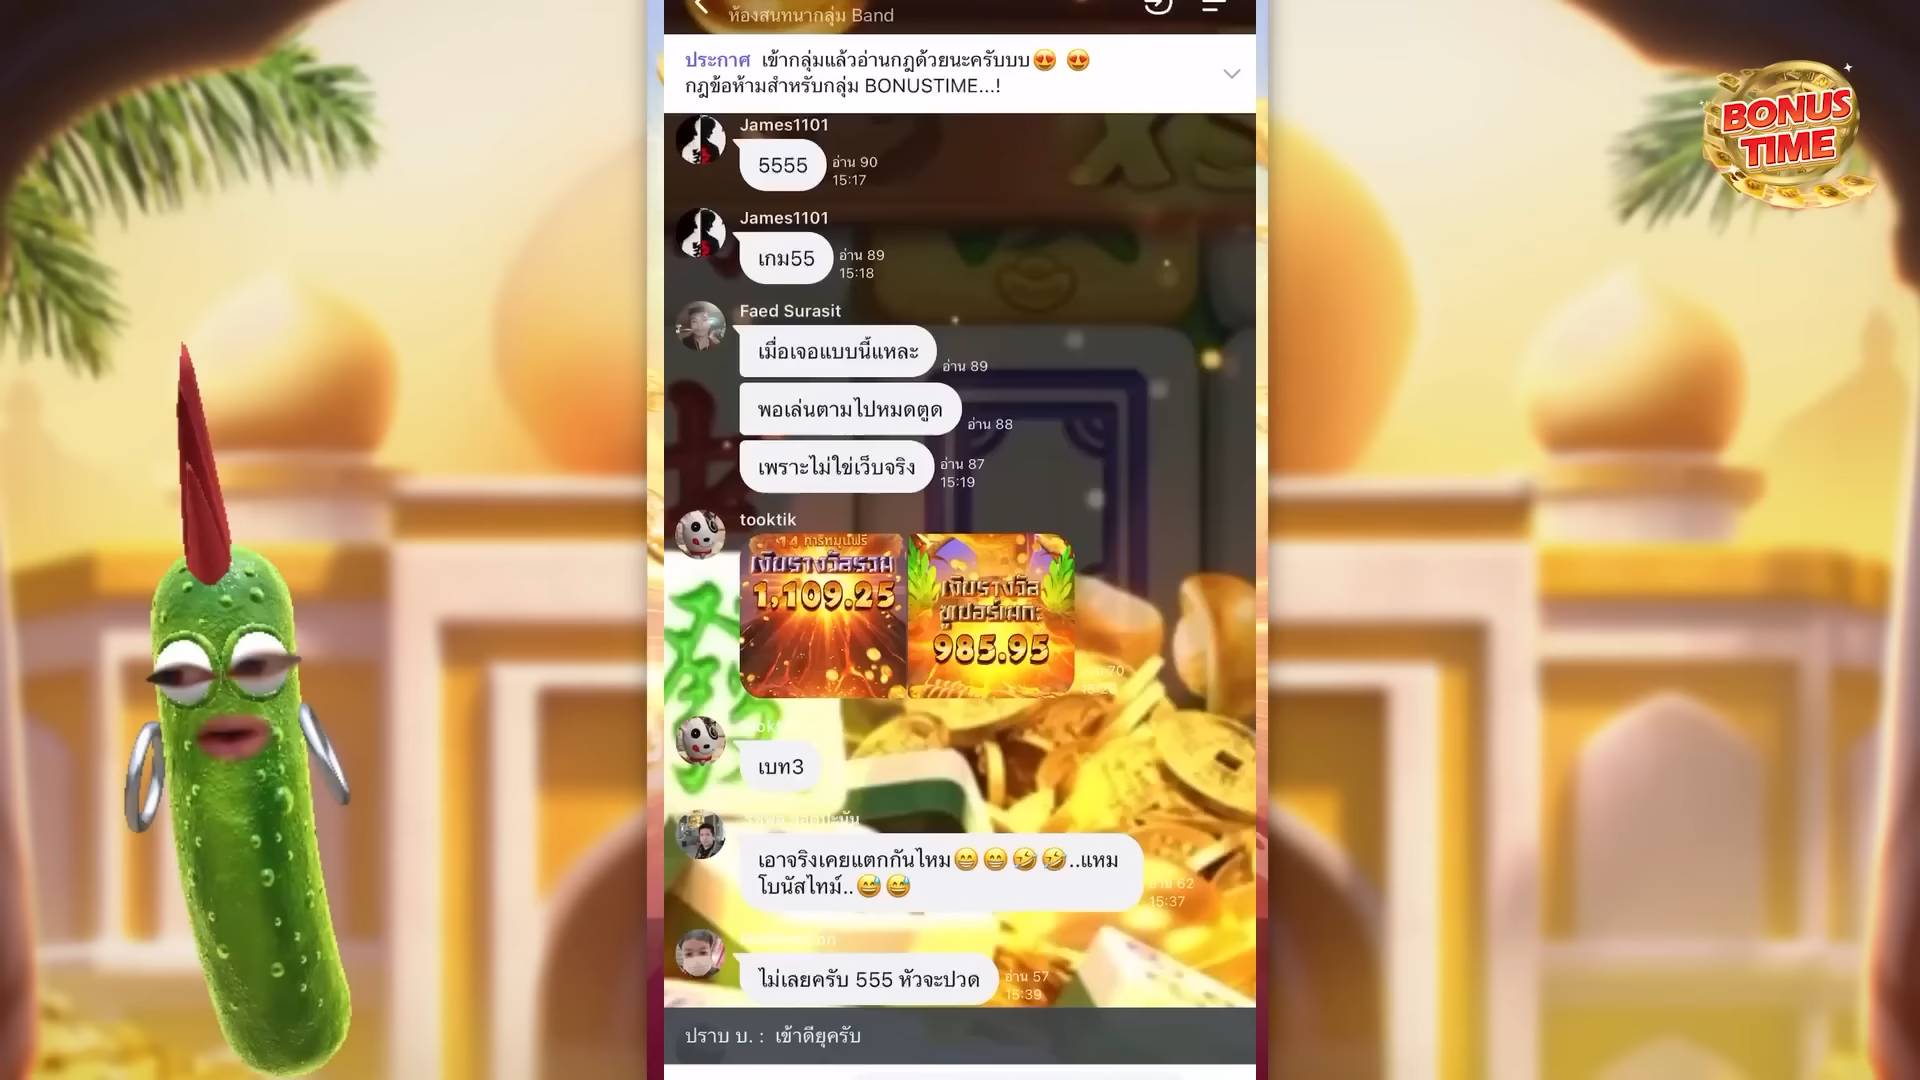 ห้องสนทนากลุ่ม Band
ประกาศ เข้ากลุ่มแล้วอ่านกฎด้วยนะครับบบ😍 😍
กฎข้อห้ามสำหรับกลุ่ม BONUSTIME...!
BONUS
TIME
James1101
5555
อ่าน 90
15:17
James1101
เกม55
อ่าน 89
15:18
Faed Surasit
เมื่อเจอแบบนี้แหละ
อ่าน 89
พอเล่นตามไปหมดตูด
อ่าน 88
เพราะไม่ใช่เว็บจริง
อ่าน 87
15:19
tooktik
14 การหมุนฟรี
เงินรางวัลรวม
1,109.25
เงินรางวัล
ซูเปอร์เมกะ
985.95
เบท3
เอาจริงเคยแตกกันไหม😁😁🤣🤣..แหม
โบนัสไทม์..😅😅
อ่าน 62
15:37
ไม่เลยครับ 555 หัวจะปวด
อ่าน 57
15:39
ปราบ บ. : เข้าดียุครับ